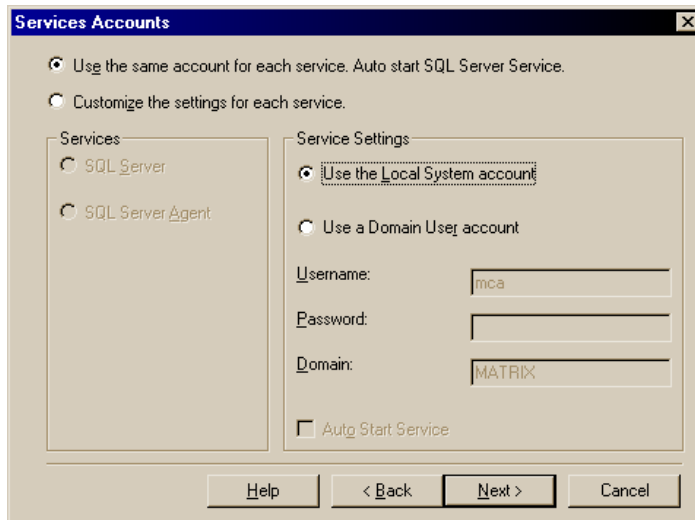 Services Accounts
Use the same account for each service. Auto start SQL Server Service.
Customize the settings for each service.
Services
SQL Server
SQL Server Agent
Service Settings
Use the Local System account
Use a Domain User account
Username:
mca
Password:
Domain:
MATRIX
Auto Start Service
Help
< Back
Next >
Cancel